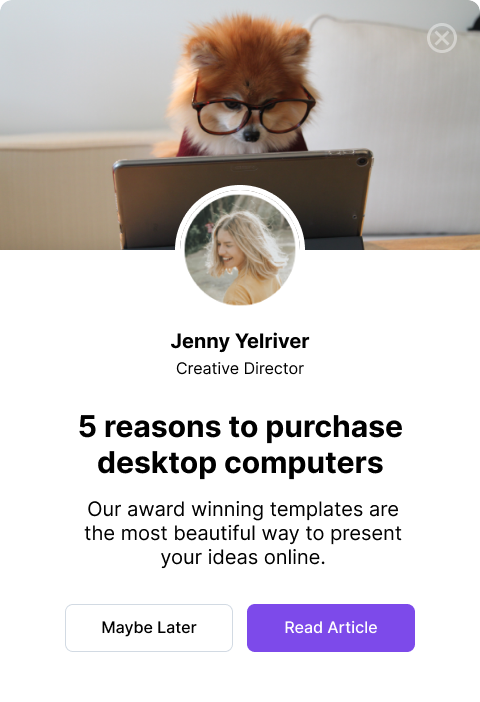 Jenny Yelriver
Creative Director
5 reasons to purchase
desktop computers
Our award winning templates are
the most beautiful way to present
your ideas online.
Maybe Later
Read Article